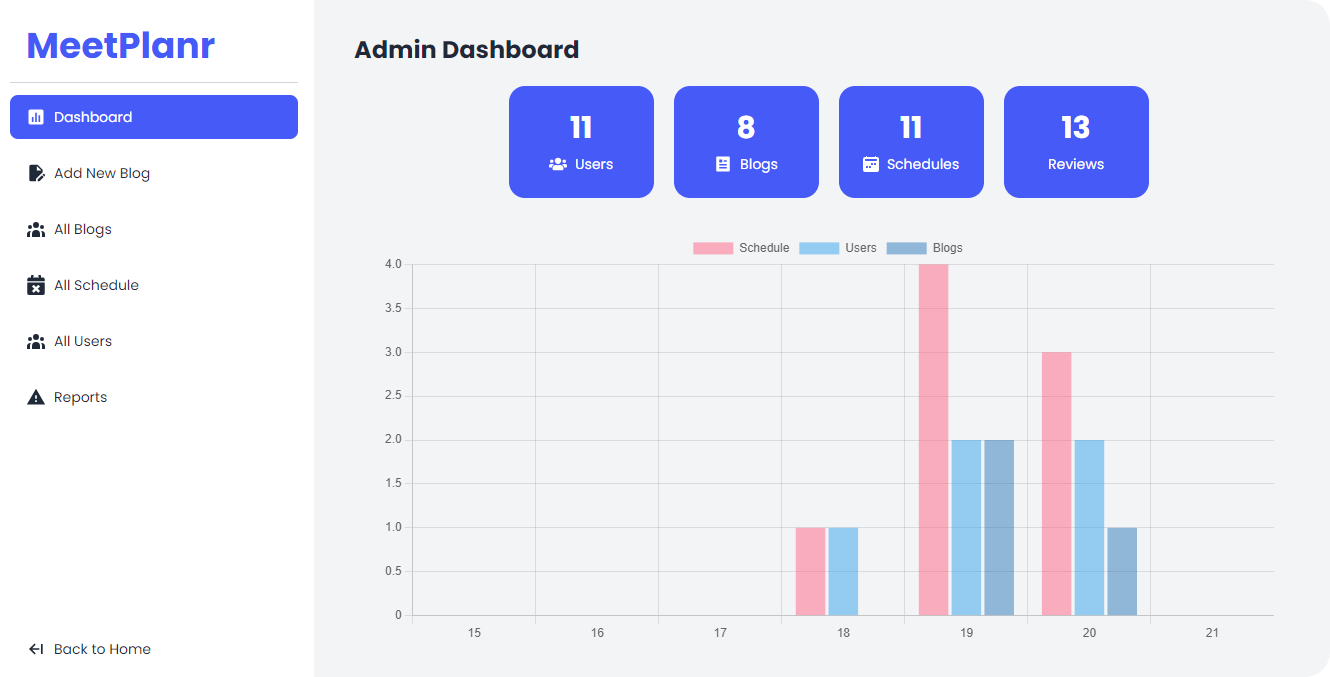 MeetPlanr
Dashboard
Add New Blog
All Blogs
All Schedule
All Users
Reports
Back to Home
Admin Dashboard
11
Users
8
Blogs
11
Schedules
13
Reviews
Schedule Users Blogs
4.0
3.5
3.0
2.5
2.0
1.5
1.0
0.5
0
15 16 17 18 19 20 21